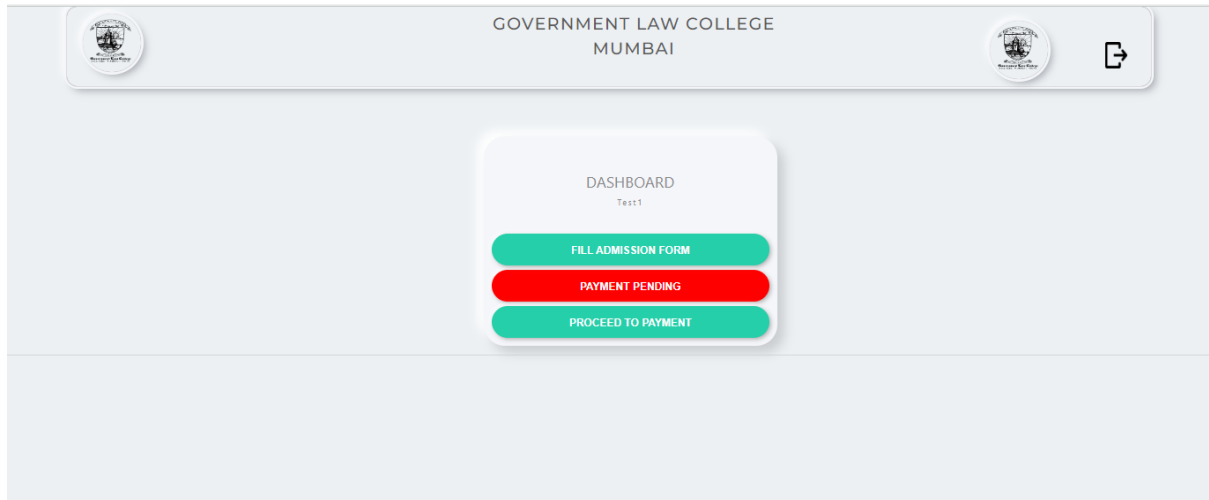 GOVERNMENT LAW COLLEGE
MUMBAI
DASHBOARD
Test1
FILL ADMISSION FORM
PAYMENT PENDING
PROCEED TO PAYMENT